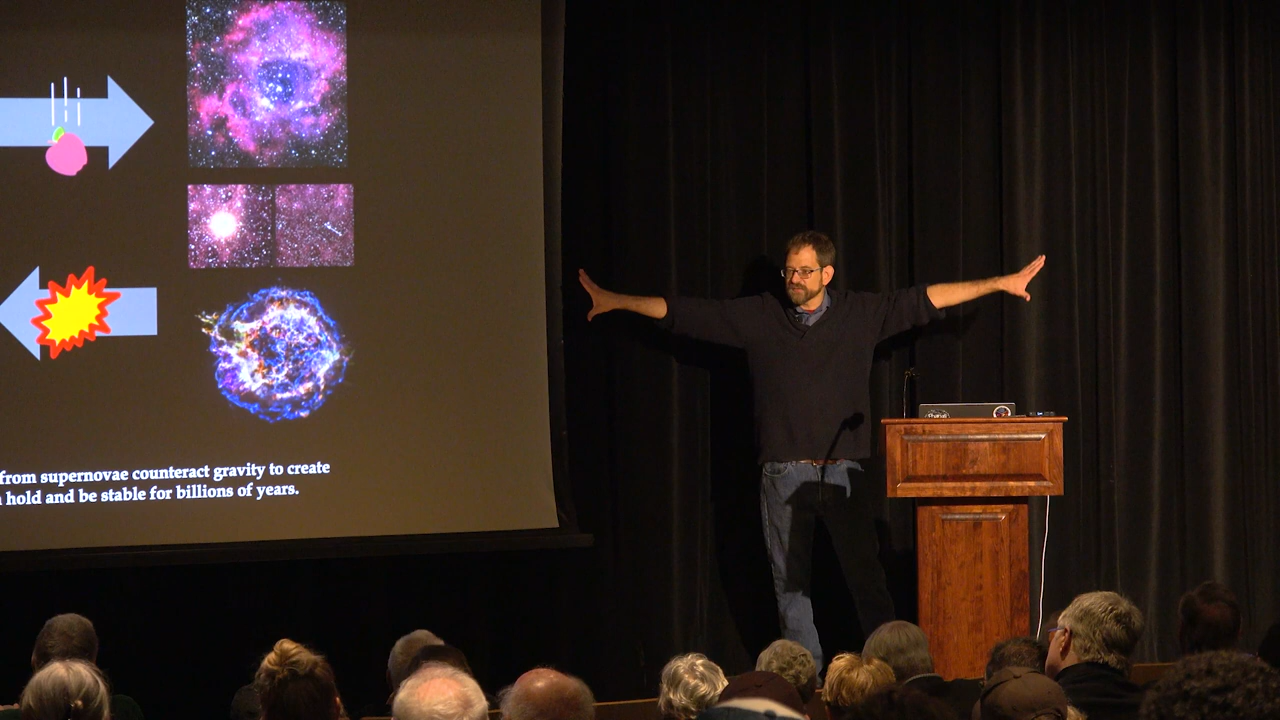 from supernovae counteract gravity to create
hold and be stable for billions of years.